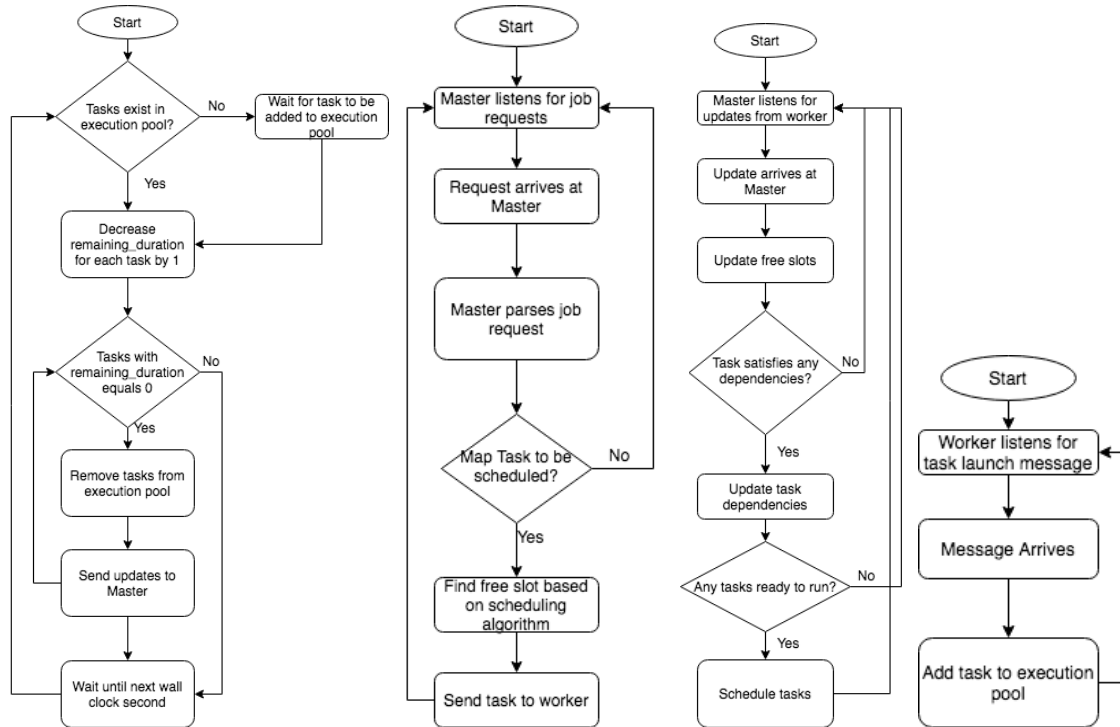 Start
Tasks exist in
execution pool?
No
Wait for task to be
added to execution
pool
Yes
Decrease
remaining_duration
for each task by 1
Tasks with
remaining_duration
equals 0
No
Yes
Remove tasks from
execution pool
Send updates to
Master
Wait until next wall
clock second
Start
Master listens for job
requests
Request arrives at
Master
Master parses job
request
Map Task to be
scheduled?
No
Yes
Find free slot based
on scheduling
algorithm
Send task to worker
Start
Master listens for
updates from worker
Update arrives at
Master
Update free slots
Task satisfies any
dependencies?
No
Yes
Update task
dependencies
Any tasks ready to run?
No
Yes
Schedule tasks
Start
Worker listens for
task launch message
Message Arrives
Add task to execution
pool